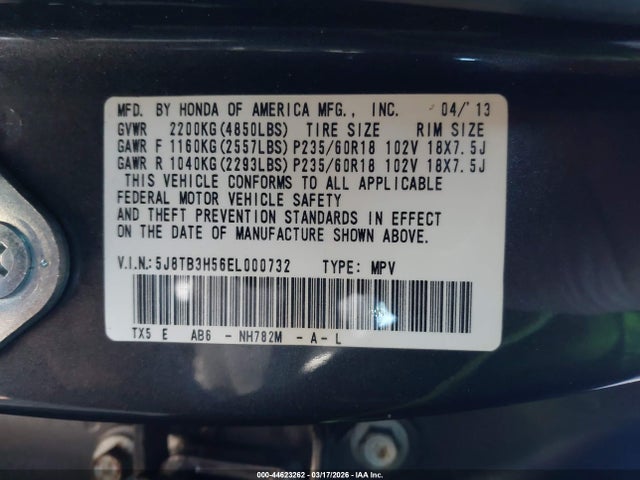 MFD. BY HONDA OF AMERICA MFG., INC. 04/'13
GVWR 2200KG(4850LBS) TIRE SIZE RIM SIZE
GAWR F 1160KG(2557LBS) P235/60R18 102V 18X7.5J
GAWR R 1040KG(2293LBS) P235/60R18 102V 18X7.5J
THIS VEHICLE CONFORMS TO ALL APPLICABLE
FEDERAL MOTOR VEHICLE SAFETY
AND THEFT PREVENTION STANDARDS IN EFFECT
ON THE DATE OF MANUFACTURE SHOWN ABOVE.
V.I.N.:5J8TB3H56EL000732 TYPE: MPV
TX5 E AB6 - NH782M - A - L
000-44623262 - 03/17/2026 - IAA Inc.